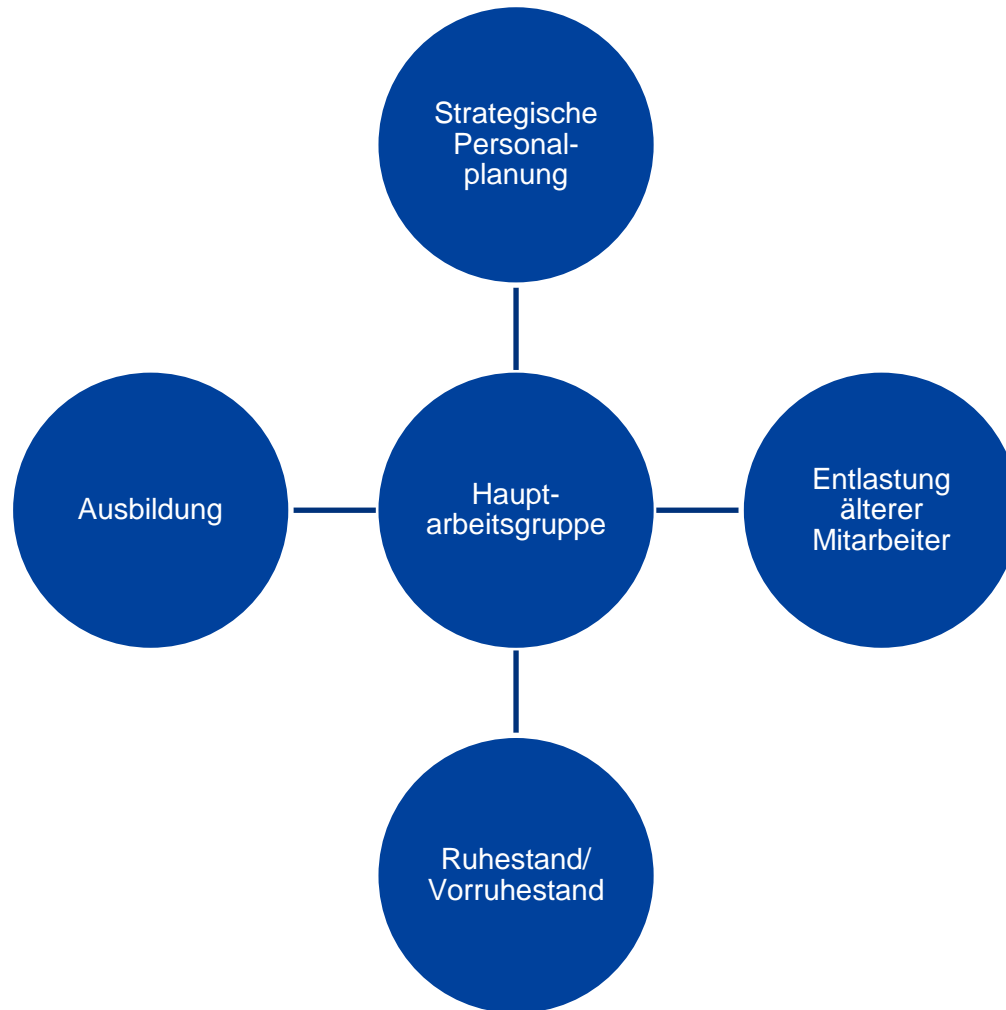 Strategische
Personal-
planung
Ausbildung
Haupt-
arbeitsgruppe
Entlastung
älterer
Mitarbeiter
Ruhestand/
Vorruhestand